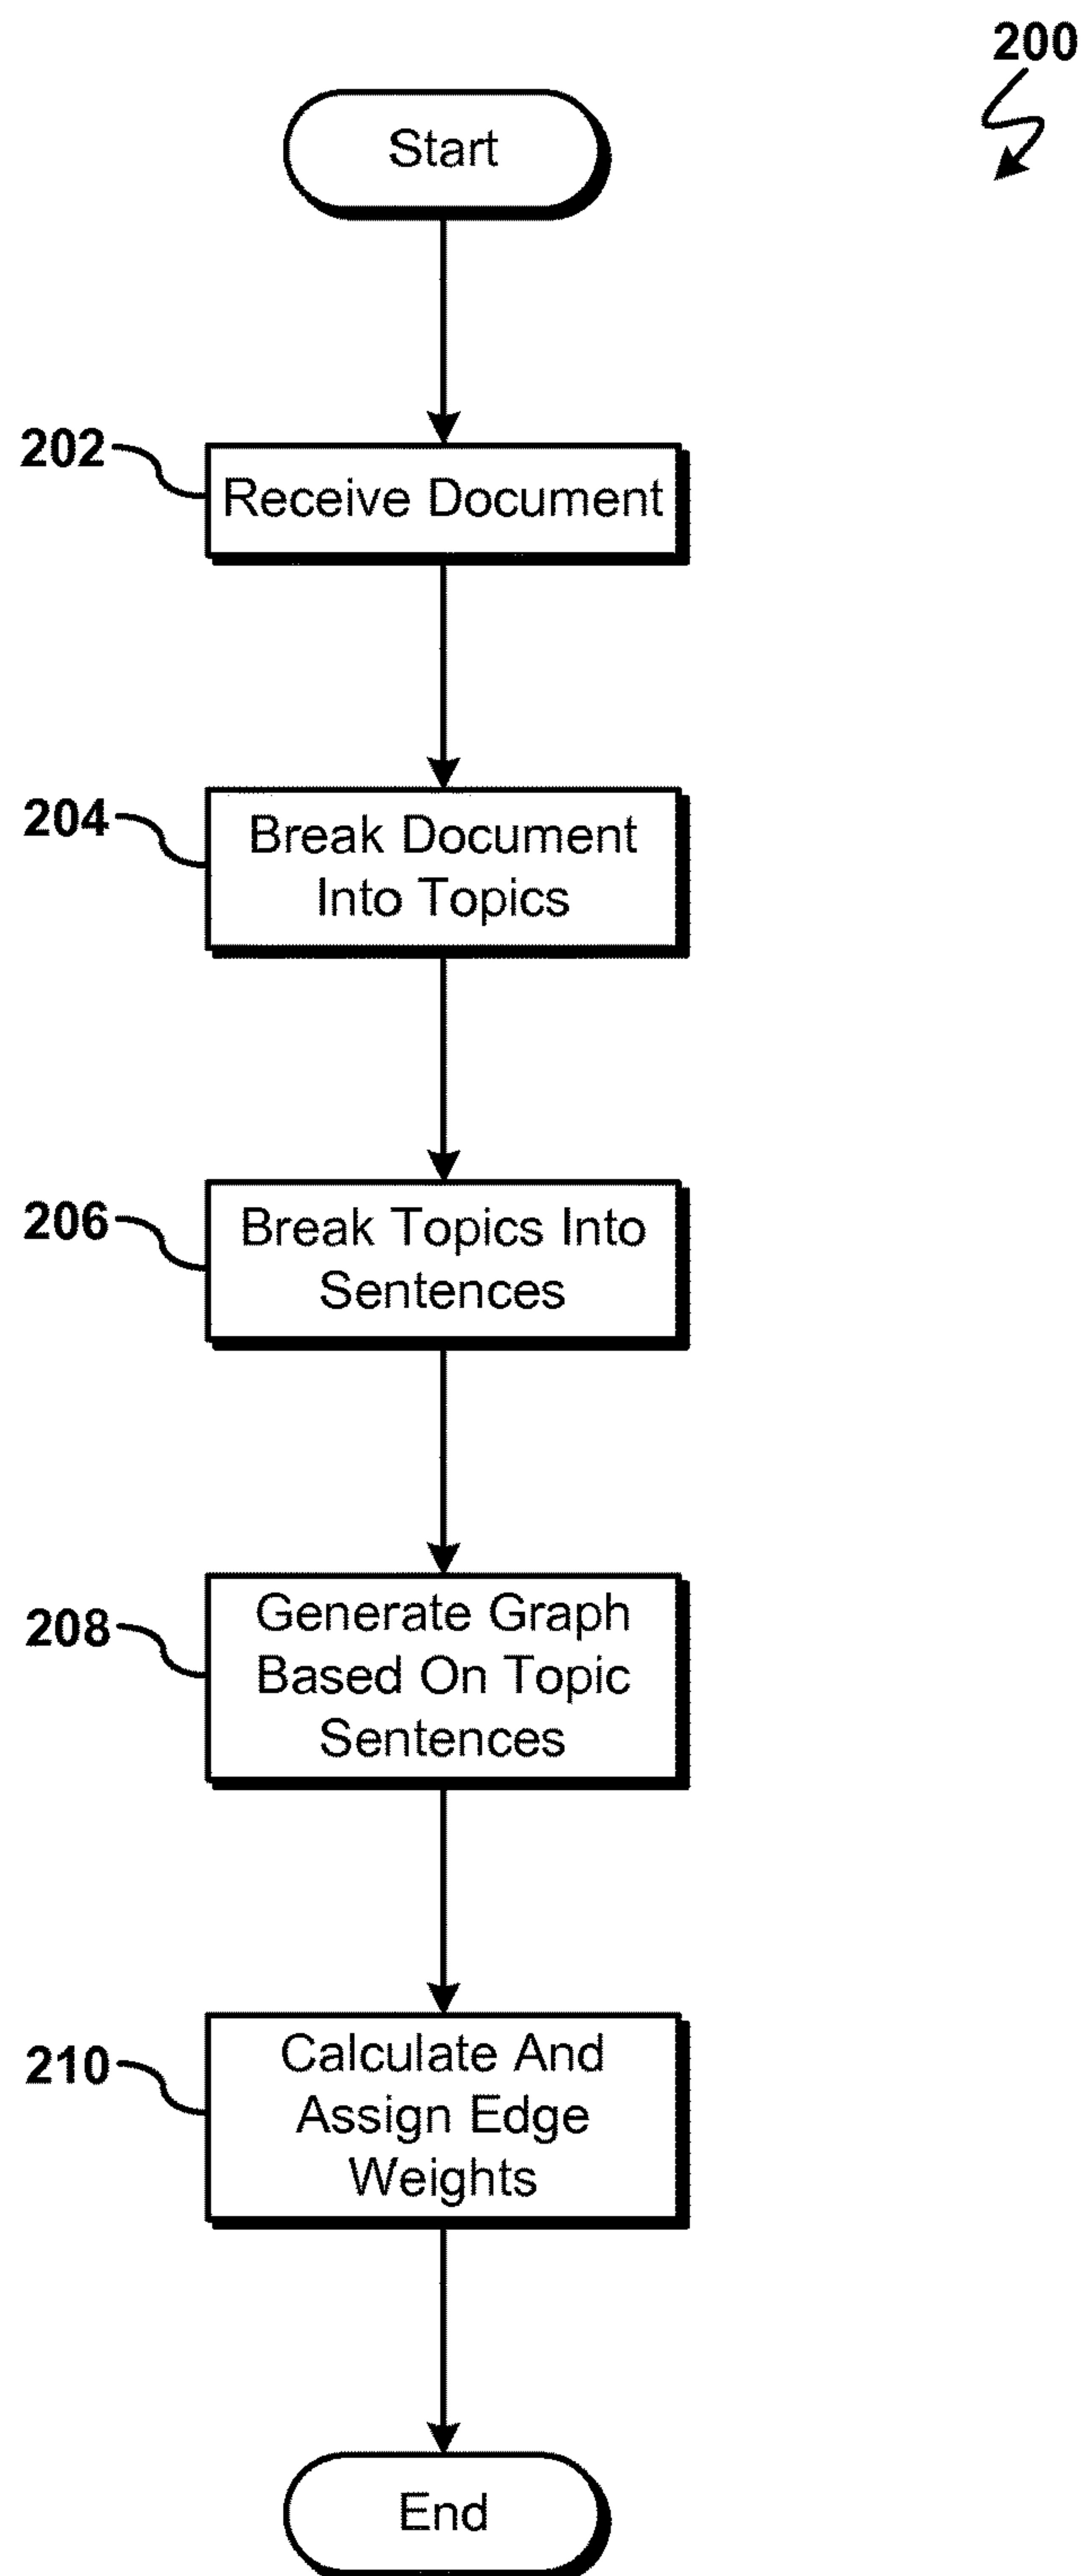 200
Start
202
Receive Document
204
Break Document
Into Topics
206
Break Topics Into
Sentences
208
Generate Graph
Based On Topic
Sentences
210
Calculate And
Assign Edge
Weights
End